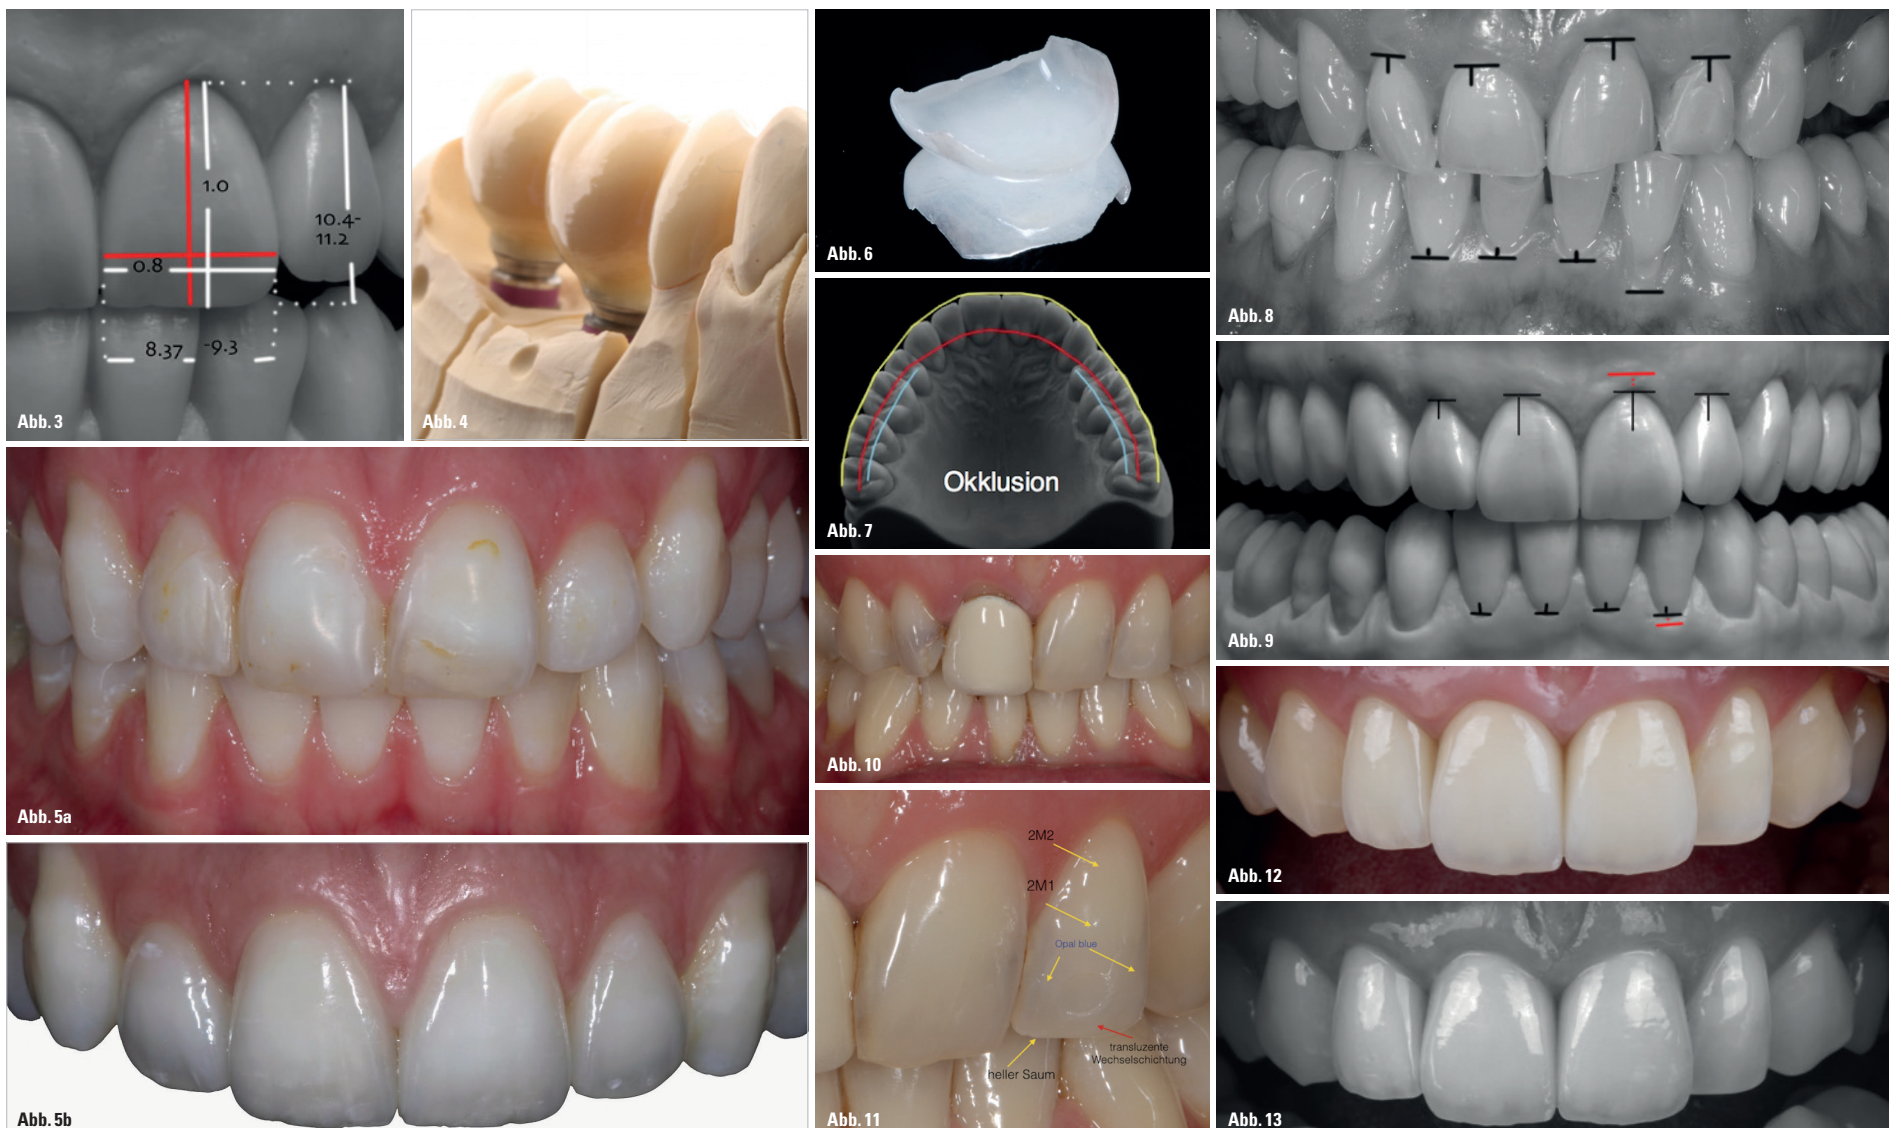 1.0
0.8
10.4-
11.2
8.37 -9.3
Abb. 3
Abb. 4
Abb. 5a
Abb. 5b
Abb. 6
Okklusion
Abb. 7
Abb. 10
2M2
2M1
Opal blue
transluzente
Wechselschichtung
heller Saum
Abb. 11
Abb. 8
Abb. 9
Abb. 12
Abb. 13